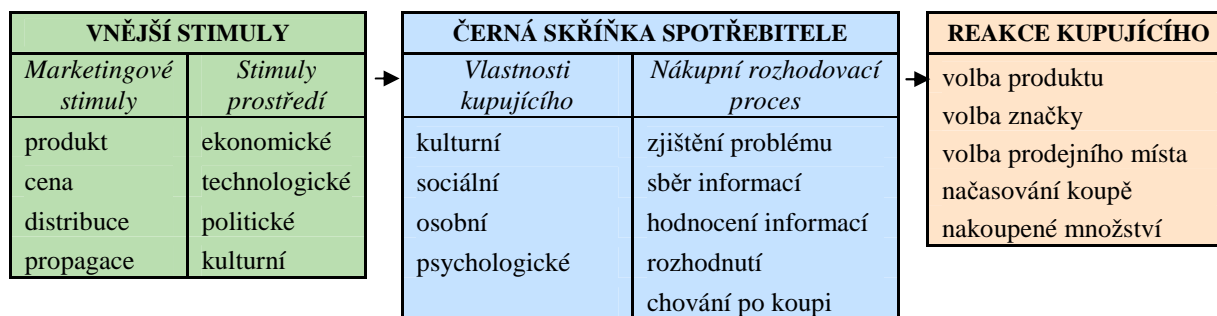 VNĚJŠÍ STIMULY
Marketingové
stimuly
Stimuly
prostředí
produkt
cena
distribuce
propagace
ekonomické
technologické
politické
kulturní
ČERNÁ SKŘÍŇKA SPOTŘEBITELE
Vlastnosti
kupujícího
Nákupní rozhodovací
proces
kulturní
sociální
osobní
psychologické
zjištění problému
sběr informací
hodnocení informací
rozhodnutí
chování po koupi
REAKCE KUPUJÍCÍHO
volba produktu
volba značky
volba prodejního místa
načasování koupě
nakoupené množství